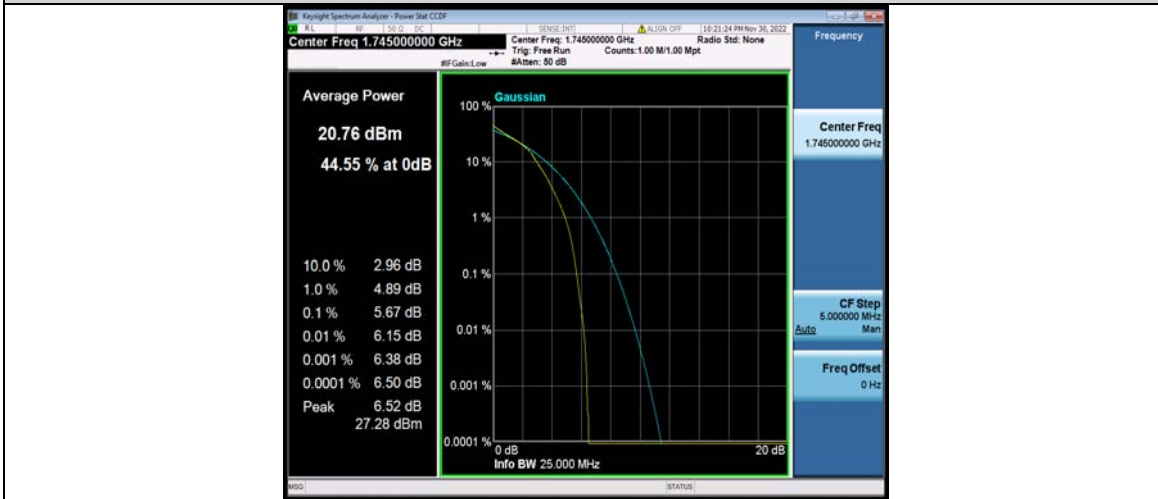 Keysight Spectrum Analyzer - Power Stat CCDF
RL RF 50 Ω DC SENSE:INT ALIGN OFF 10:21:24 PM Nov 30, 2022
Center Freq 1.745000000 GHz
Center Freq: 1.745000000 GHz Radio Std: None
Trig: Free Run Counts:1.00 M/1.00 Mpt
#IFGain:Low #Atten: 50 dB
Frequency
Average Power
20.76 dBm
44.55 % at 0dB
10.0 % 2.96 dB
1.0 % 4.89 dB
0.1 % 5.67 dB
0.01 % 6.15 dB
0.001 % 6.38 dB
0.0001 % 6.50 dB
Peak 6.52 dB
27.28 dBm
Gaussian
100 %
10 %
1 %
0.1 %
0.01 %
0.001 %
0.0001 %
0 dB 20 dB
Info BW 25.000 MHz
Center Freq
1.745000000 GHz
CF Step
5.000000 MHz
Auto Man
Freq Offset
0 Hz
MSG STATUS